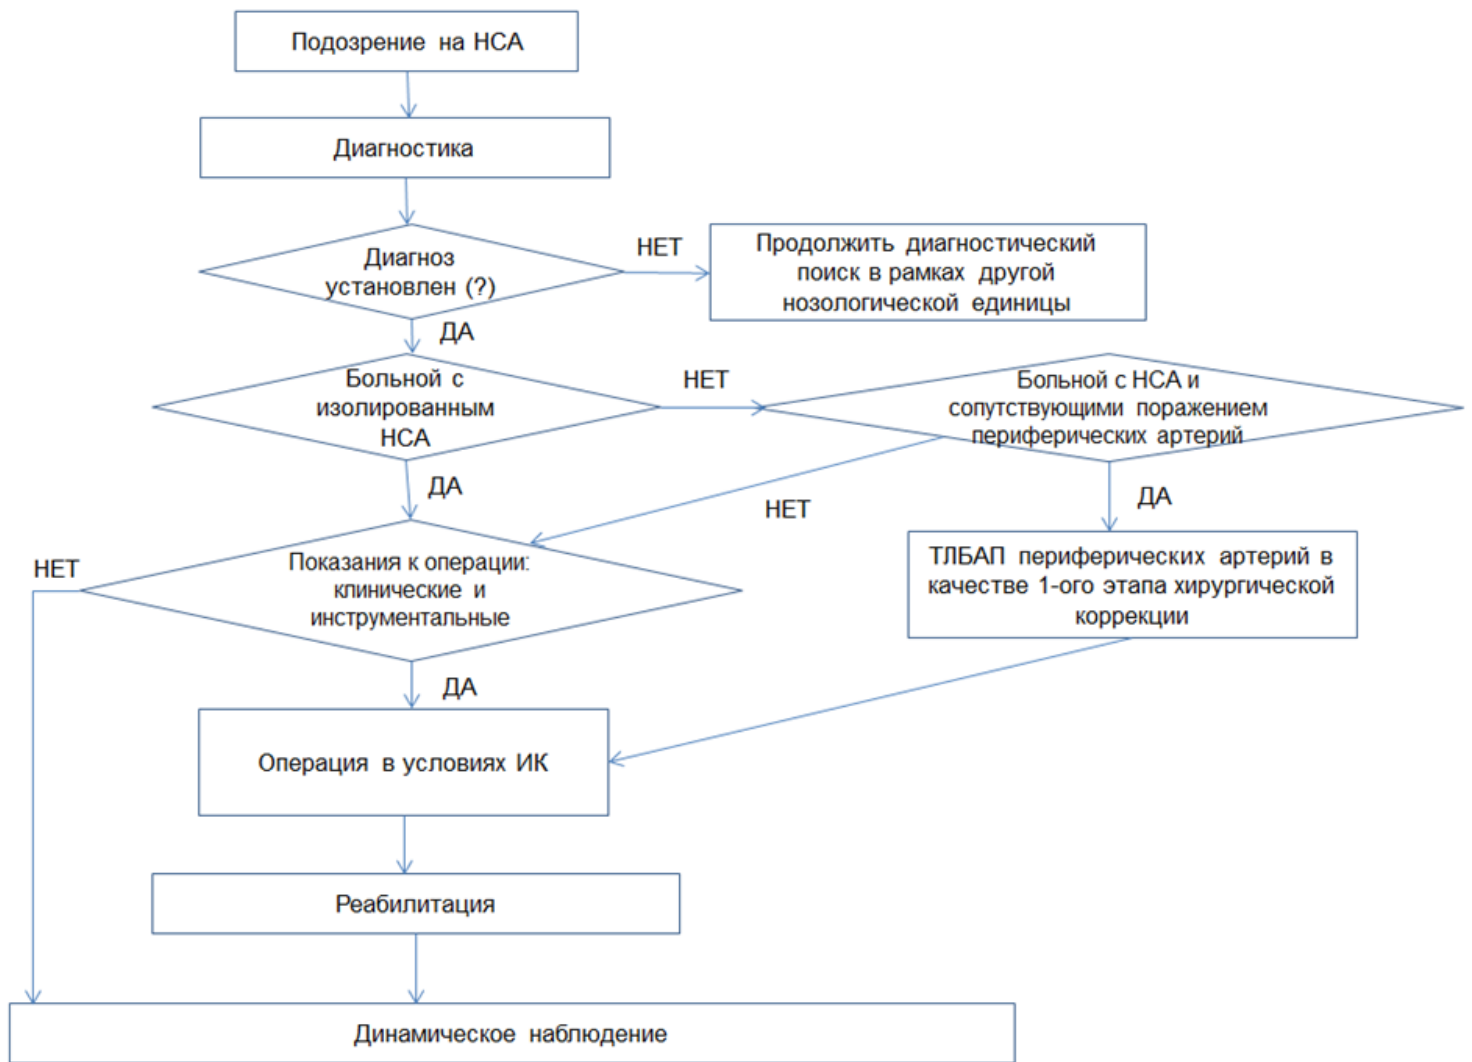 Подозрение на НСА
Диагностика
Диагноз
установлен (?)
НЕТ
Продолжить диагностический
поиск в рамках другой
нозологической единицы
ДА
Больной с
изолированным
НСА
НЕТ
Больной с НСА и
сопутствующими поражением
периферических артерий
ДА
НЕТ
ДА
НЕТ
Показания к операции:
клинические и
инструментальные
ТЛБАП периферических артерий в
качестве 1-ого этапа хирургической
коррекции
ДА
Операция в условиях ИК
Реабилитация
Динамическое наблюдение